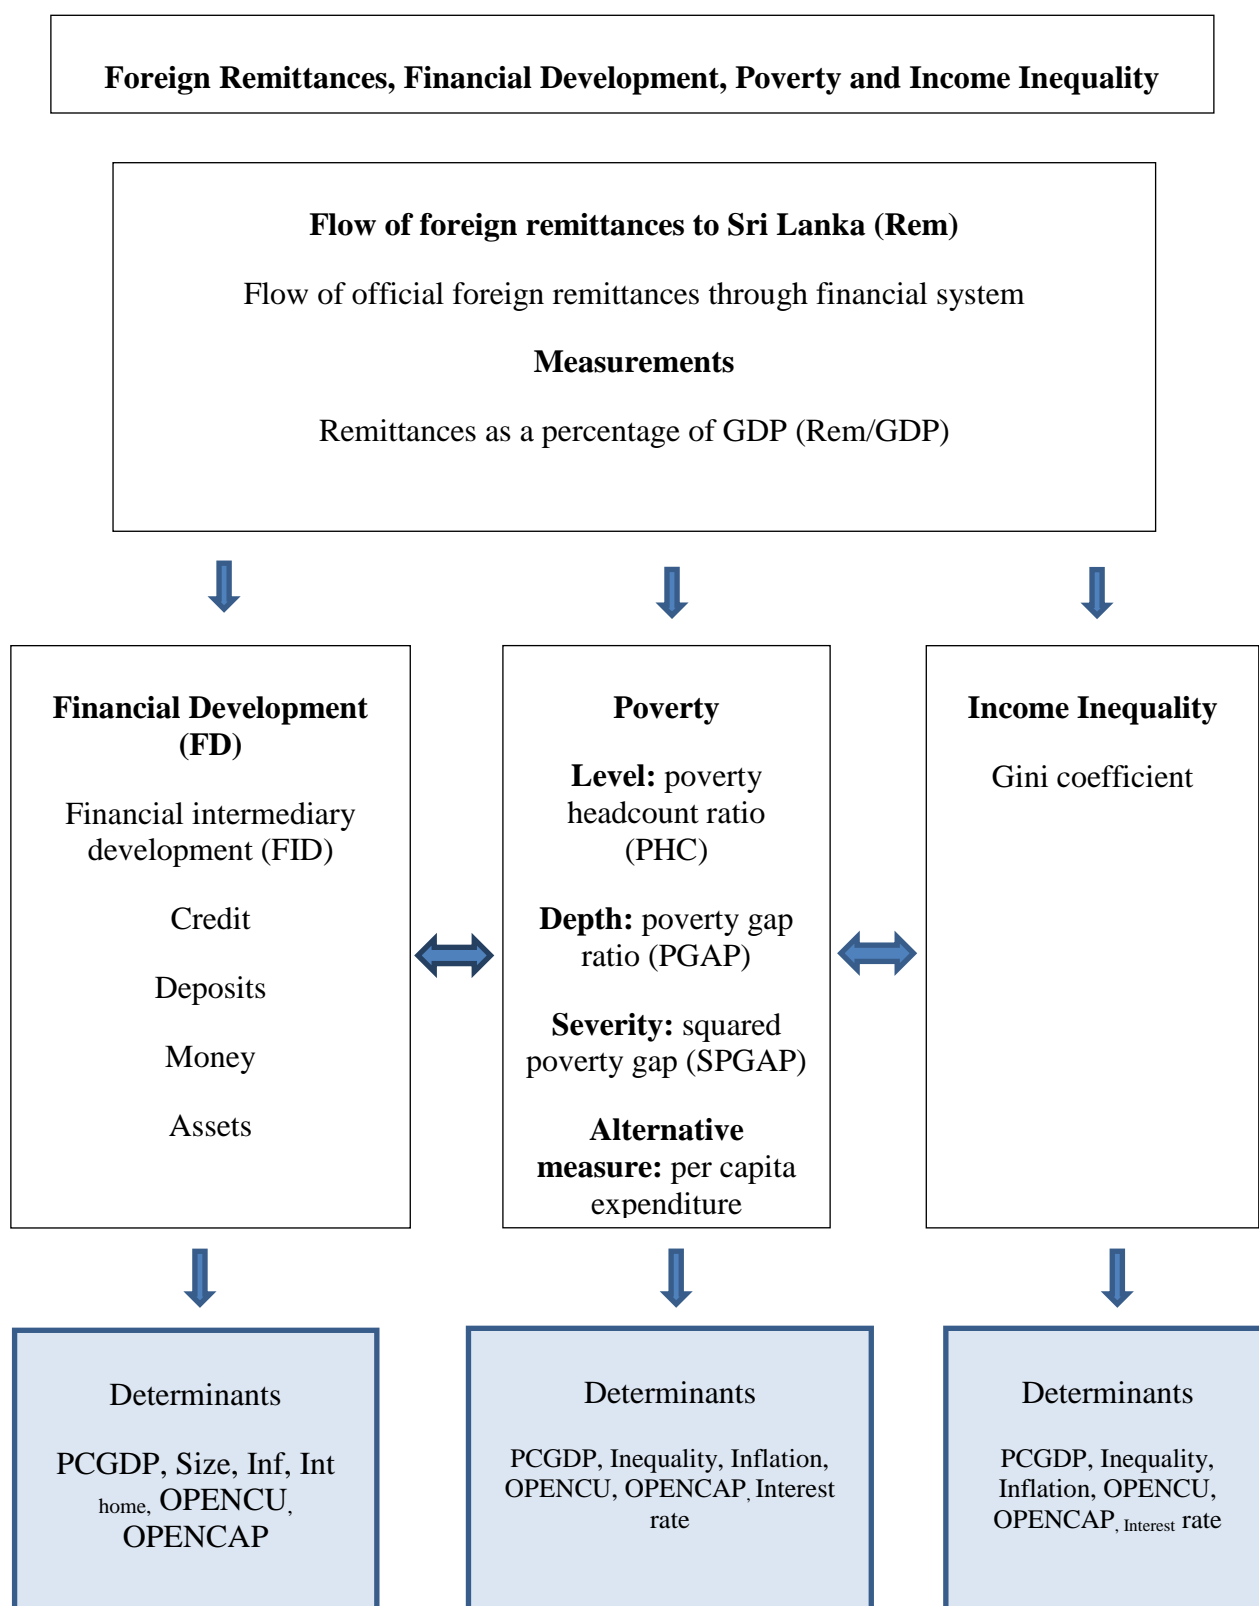 Foreign Remittances, Financial Development, Poverty and Income Inequality
Flow of foreign remittances to Sri Lanka (Rem)
Flow of official foreign remittances through financial system
Measurements
Remittances as a percentage of GDP (Rem/GDP)
Financial Development
(FD)
Financial intermediary
development (FID)
Credit
Deposits
Money
Assets
Poverty
Level: poverty
headcount ratio
(PHC)
Depth: poverty gap
ratio (PGAP)
Severity: squared
poverty gap (SPGAP)
Alternative
measure: per capita
expenditure
Income Inequality
Gini coefficient
Determinants
PCGDP, Size, Inf, Int
home, OPENCU,
OPENCAP
Determinants
PCGDP, Inequality, Inflation,
OPENCU, OPENCAP, Interest
rate
Determinants
PCGDP, Inequality,
Inflation, OPENCU,
OPENCAP, Interest rate